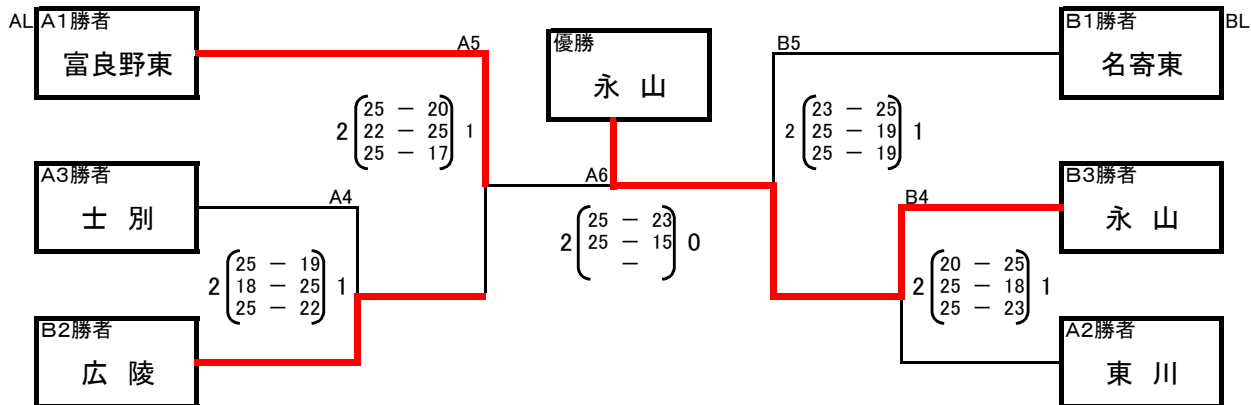 AL
A1勝者
富良野東
A5
2
25 － 20
22 － 25
25 － 17
1
A3勝者
士 別
A4
2
25 － 19
18 － 25
25 － 22
1
B2勝者
広 陵
優勝
永 山
A6
2
25 － 23
25 － 15
－
0
BL
B1勝者
名寄東
B5
2
23 － 25
25 － 19
25 － 19
1
B3勝者
永 山
B4
2
20 － 25
25 － 18
25 － 23
1
A2勝者
東 川